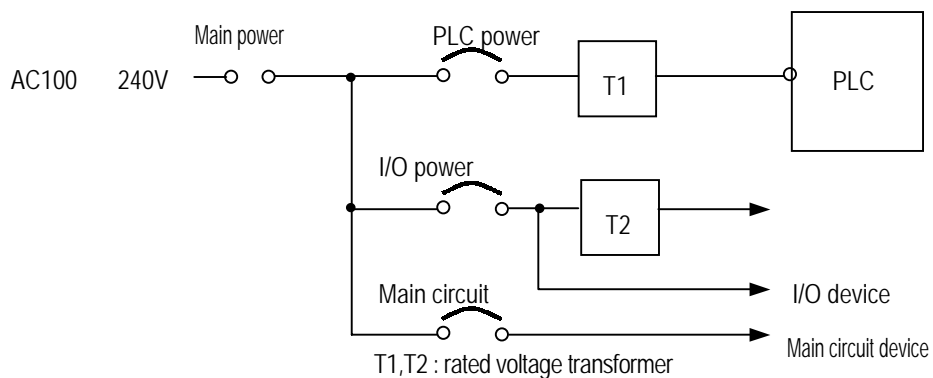 Main power
PLC power
AC100 240V
T1
PLC
I/O power
T2
Main circuit
I/O device
Main circuit device
T1,T2 : rated voltage transformer